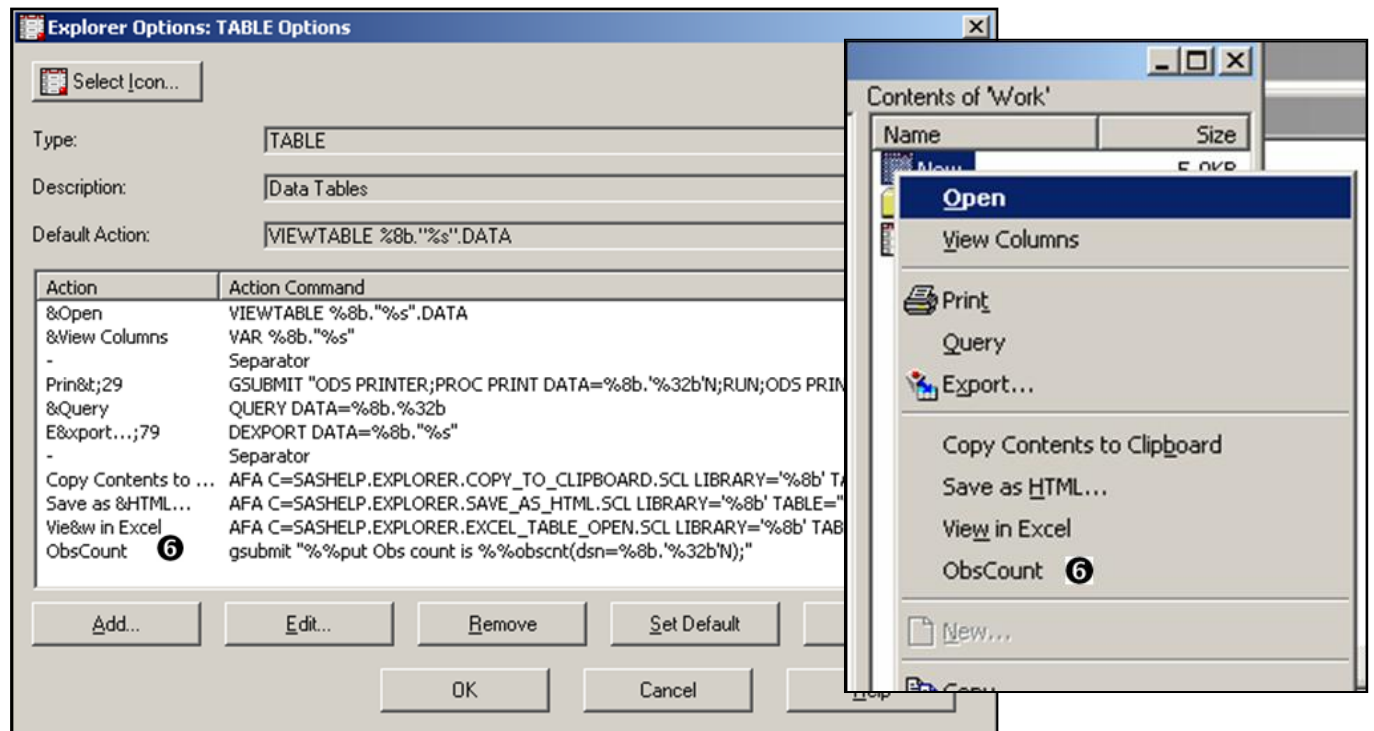 Explorer Options: TABLE Options
Select Icon...
Type: TABLE
Description: Data Tables
Default Action: VIEWTABLE %8b."%s".DATA
Action Action Command
&Open VIEWTABLE %8b."%s".DATA
&View Columns VAR %8b."%s"
- Separator
Prin&t;29 GSUBMIT "ODS PRINTER;PROC PRINT DATA=%8b.'%32b'N;RUN;ODS PRIN
&Query QUERY DATA=%8b.%32b
E&xport...;79 DEXPORT DATA=%8b."%s"
- Separator
Copy Contents to ... AFA C=SASHELP.EXPLORER.COPY_TO_CLIPBOARD.SCL LIBRARY='%8b' TA
Save as &HTML... AFA C=SASHELP.EXPLORER.SAVE_AS_HTML.SCL LIBRARY='%8b' TABLE="
Vie&w in Excel AFA C=SASHELP.EXPLORER.EXCEL_TABLE_OPEN.SCL LIBRARY='%8b' TAB
ObsCount ❻ gsubmit "%%put Obs count is %%obscnt(dsn=%8b.'%32b'N);"
Add... Edit... Remove Set Default
OK Cancel Help
Contents of 'Work'
Name Size
New 5.0KB
Open
View Columns
Print
Query
Export...
Copy Contents to Clipboard
Save as HTML...
View in Excel
ObsCount ❻
New...
Copy